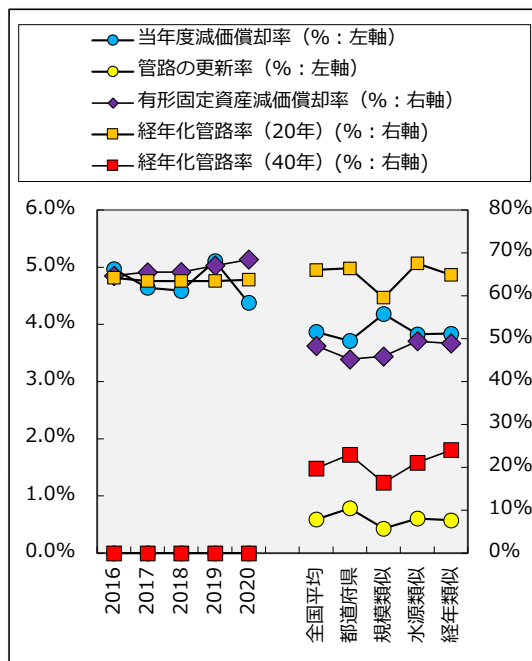 当年度減価償却率（%：左軸）
管路の更新率（%：左軸）
有形固定資産減価償却率（%：右軸）
経年化管路率（20年）(%：右軸)
経年化管路率（40年）(%：右軸)
6.0%
5.0%
4.0%
3.0%
2.0%
1.0%
0.0%
80%
70%
60%
50%
40%
30%
20%
10%
0%
2016
2017
2018
2019
2020
全国平均
都道府県
規模類似
水源類似
経年類似